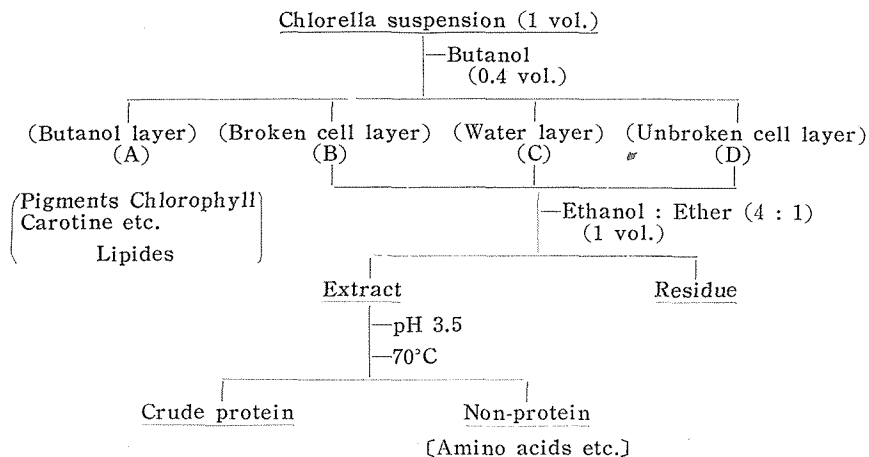 Chlorella suspension (1 vol.)
—Butanol
(0.4 vol.)
(Butanol layer) (Broken cell layer) (Water layer) (Unbroken cell layer)
(A) (B) (C) (D)
(Pigments Chlorophyll
Carotine etc.
Lipides)
—Ethanol : Ether (4 : 1)
(1 vol.)
Extract Residue
—pH 3.5
—70°C
Crude protein Non-protein
[Amino acids etc.]